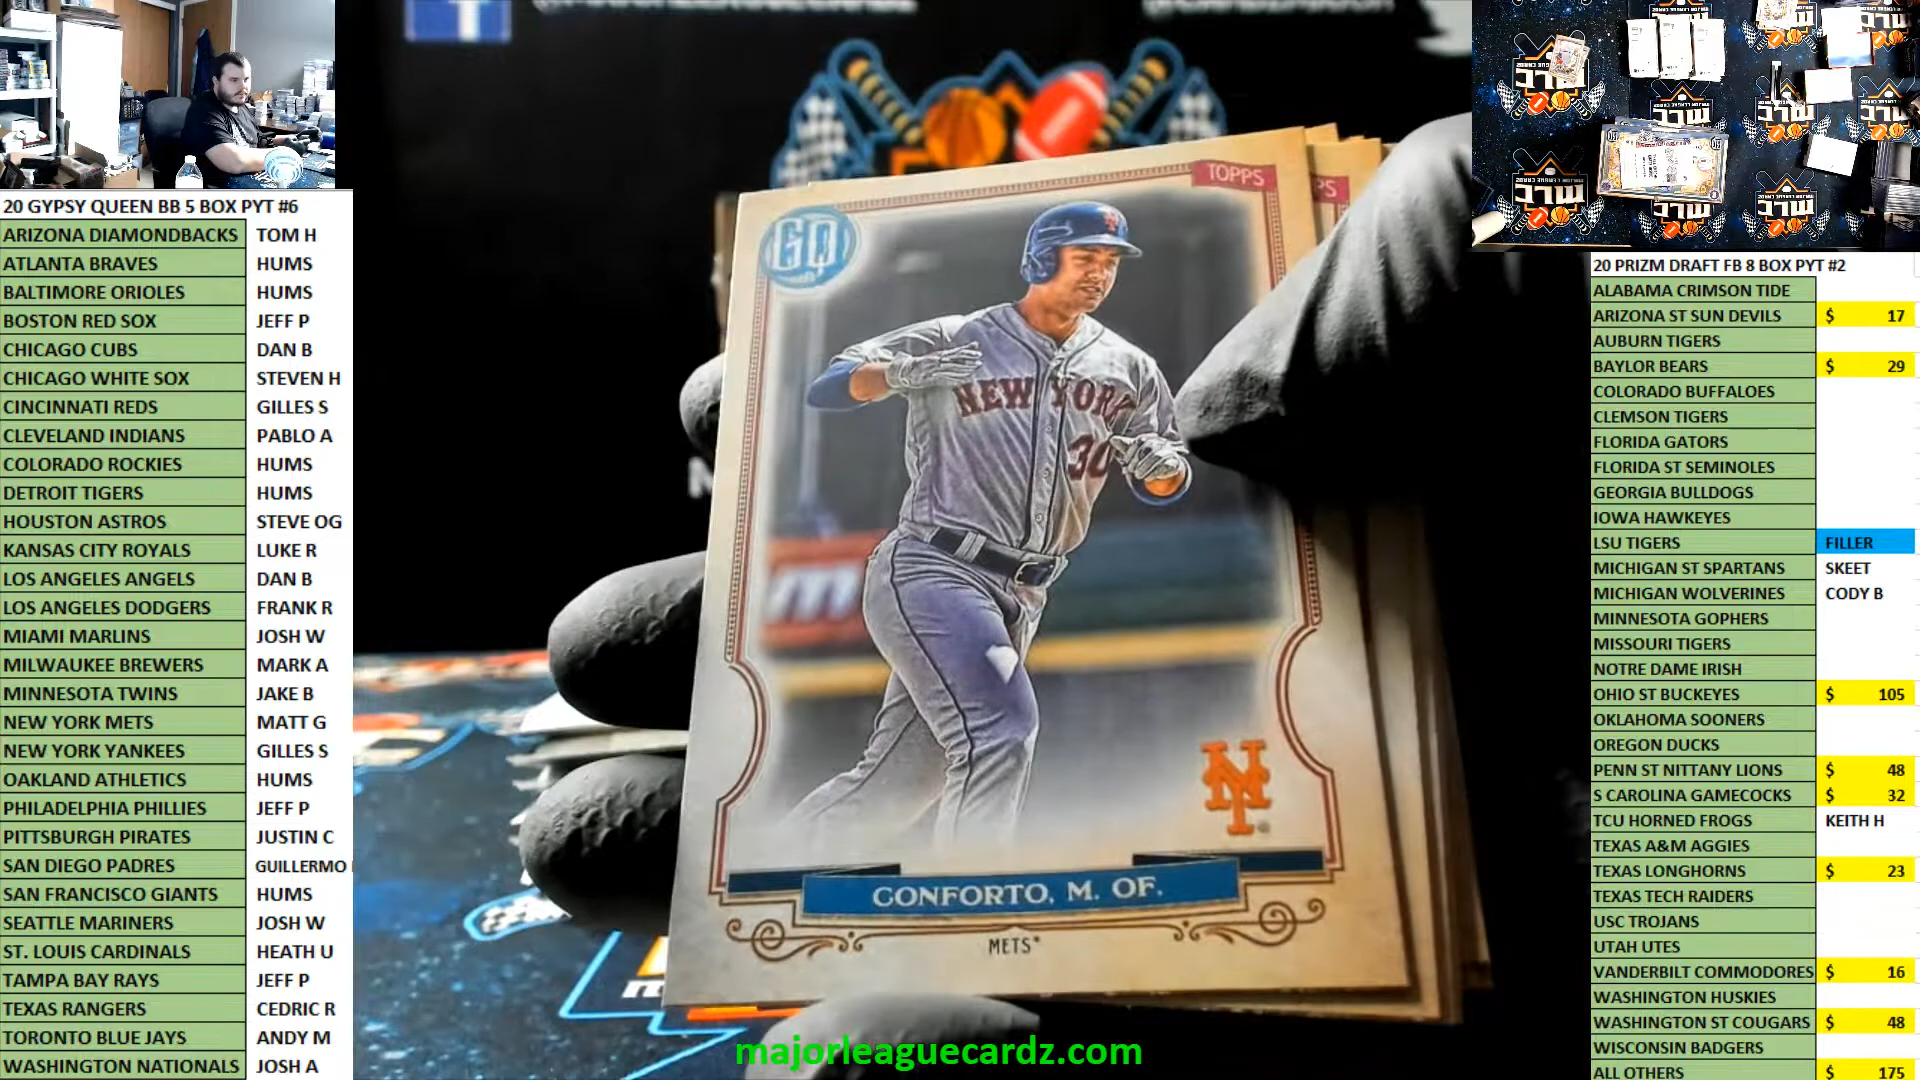 20 GYPSY QUEEN BB 5 BOX PYT #6
ARIZONA DIAMONDBACKS TOM H
ATLANTA BRAVES HUMS
BALTIMORE ORIOLES HUMS
BOSTON RED SOX JEFF P
CHICAGO CUBS DAN B
CHICAGO WHITE SOX STEVEN H
CINCINNATI REDS GILLES S
CLEVELAND INDIANS PABLO A
COLORADO ROCKIES HUMS
DETROIT TIGERS HUMS
HOUSTON ASTROS STEVE OG
KANSAS CITY ROYALS LUKE R
LOS ANGELES ANGELS DAN B
LOS ANGELES DODGERS FRANK R
MIAMI MARLINS JOSH W
MILWAUKEE BREWERS MARK A
MINNESOTA TWINS JAKE B
NEW YORK METS MATT G
NEW YORK YANKEES GILLES S
OAKLAND ATHLETICS HUMS
PHILADELPHIA PHILLIES JEFF P
PITTSBURGH PIRATES JUSTIN C
SAN DIEGO PADRES GUILLERMO
SAN FRANCISCO GIANTS HUMS
SEATTLE MARINERS JOSH W
ST. LOUIS CARDINALS HEATH U
TAMPA BAY RAYS JEFF P
TEXAS RANGERS CEDRIC R
TORONTO BLUE JAYS ANDY M
WASHINGTON NATIONALS JOSH A
TOPPS
GQ
NEW YORK
30
m
NY
CONFORTO, M. OF.
METS
majorleaguecardz.com
20 PRIZM DRAFT FB 8 BOX PYT #2
ALABAMA CRIMSON TIDE
ARIZONA ST SUN DEVILS $ 17
AUBURN TIGERS
BAYLOR BEARS $ 29
COLORADO BUFFALOES
CLEMSON TIGERS
FLORIDA GATORS
FLORIDA ST SEMINOLES
GEORGIA BULLDOGS
IOWA HAWKEYES
LSU TIGERS FILLER
MICHIGAN ST SPARTANS SKEET
MICHIGAN WOLVERINES CODY B
MINNESOTA GOPHERS
MISSOURI TIGERS
NOTRE DAME IRISH
OHIO ST BUCKEYES $ 105
OKLAHOMA SOONERS
OREGON DUCKS
PENN ST NITTANY LIONS $ 48
S CAROLINA GAMECOCKS $ 32
TCU HORNED FROGS KEITH H
TEXAS A&M AGGIES
TEXAS LONGHORNS $ 23
TEXAS TECH RAIDERS
USC TROJANS
UTAH UTES
VANDERBILT COMMODORES $ 16
WASHINGTON HUSKIES
WASHINGTON ST COUGARS $ 48
WISCONSIN BADGERS
ALL OTHERS $ 175